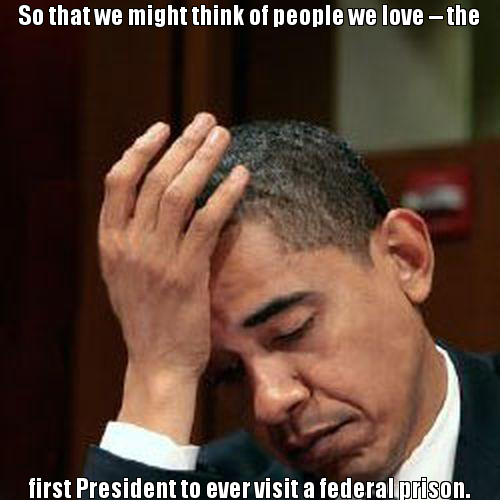 So that we might think of people we love – the
first President to ever visit a federal prison.